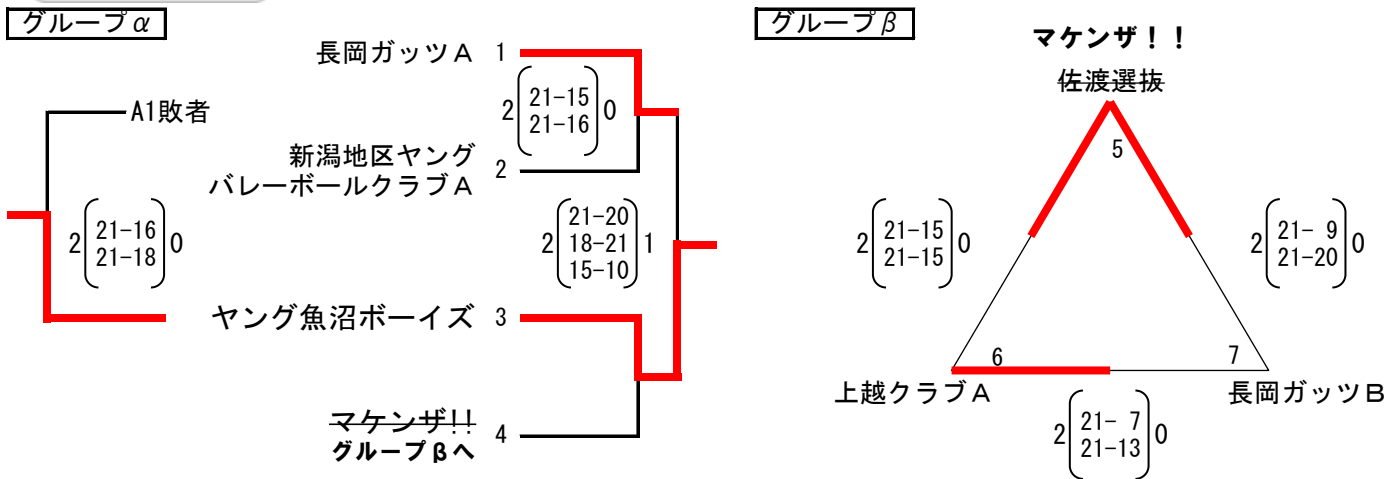 グループα
長岡ガッツA 1
2 21-15 0
21-16
A1敗者
新潟地区ヤング
バレーボールクラブA 2
2 21-16 0
21-18
21-20
2 18-21 1
15-10
ヤング魚沼ボーイズ 3
マケンザ!!
グループβへ
4
グループβ
マケンザ！！
佐渡選抜
5
2 21-15 0
21-15
2 21- 9 0
21-20
6
7
上越クラブA
長岡ガッツB
2 21- 7 0
21-13